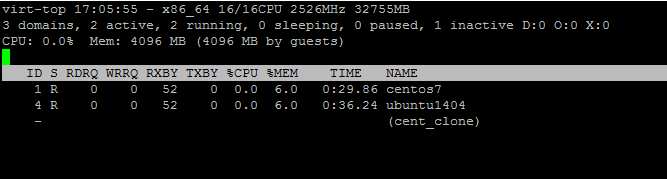 virt-top 17:05:55 - x86_64 16/16CPU 2526MHz 32755MB
3 domains, 2 active, 2 running, 0 sleeping, 0 paused, 1 inactive D:0 O:0 X:0
CPU: 0.0%  Mem: 4096 MB (4096 MB by guests)
ID S RDRQ WRRQ RXBY TXBY %CPU %MEM TIME NAME
1 R 0 0 52 0 0.0 6.0 0:29.86 centos7
4 R 0 0 52 0 0.0 6.0 0:36.24 ubuntu1404
- (cent_clone)